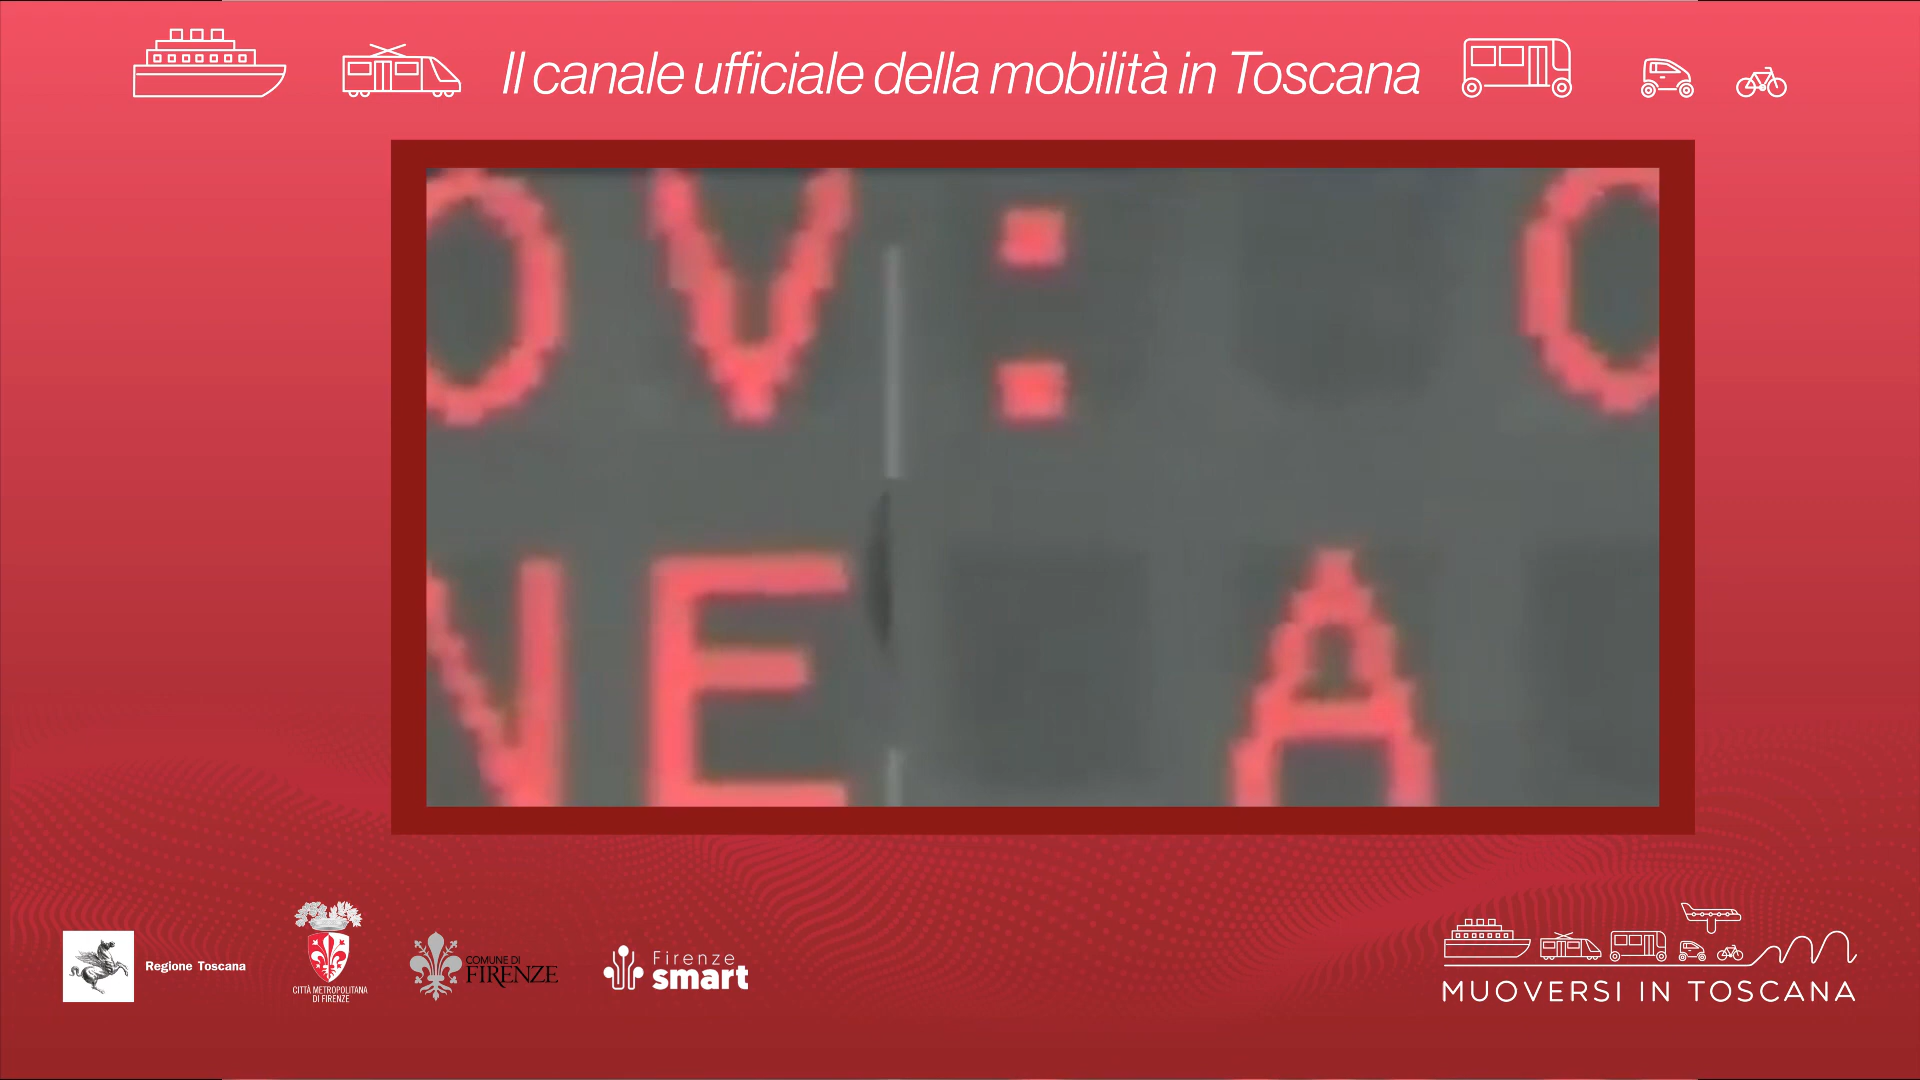 Il canale ufficiale della mobilità in Toscana
OV:
NE A
Regione Toscana
CITTÀ METROPOLITANA
DI FIRENZE
COMUNE DI
FIRENZE
Firenze
smart
MUOVERSI IN TOSCANA